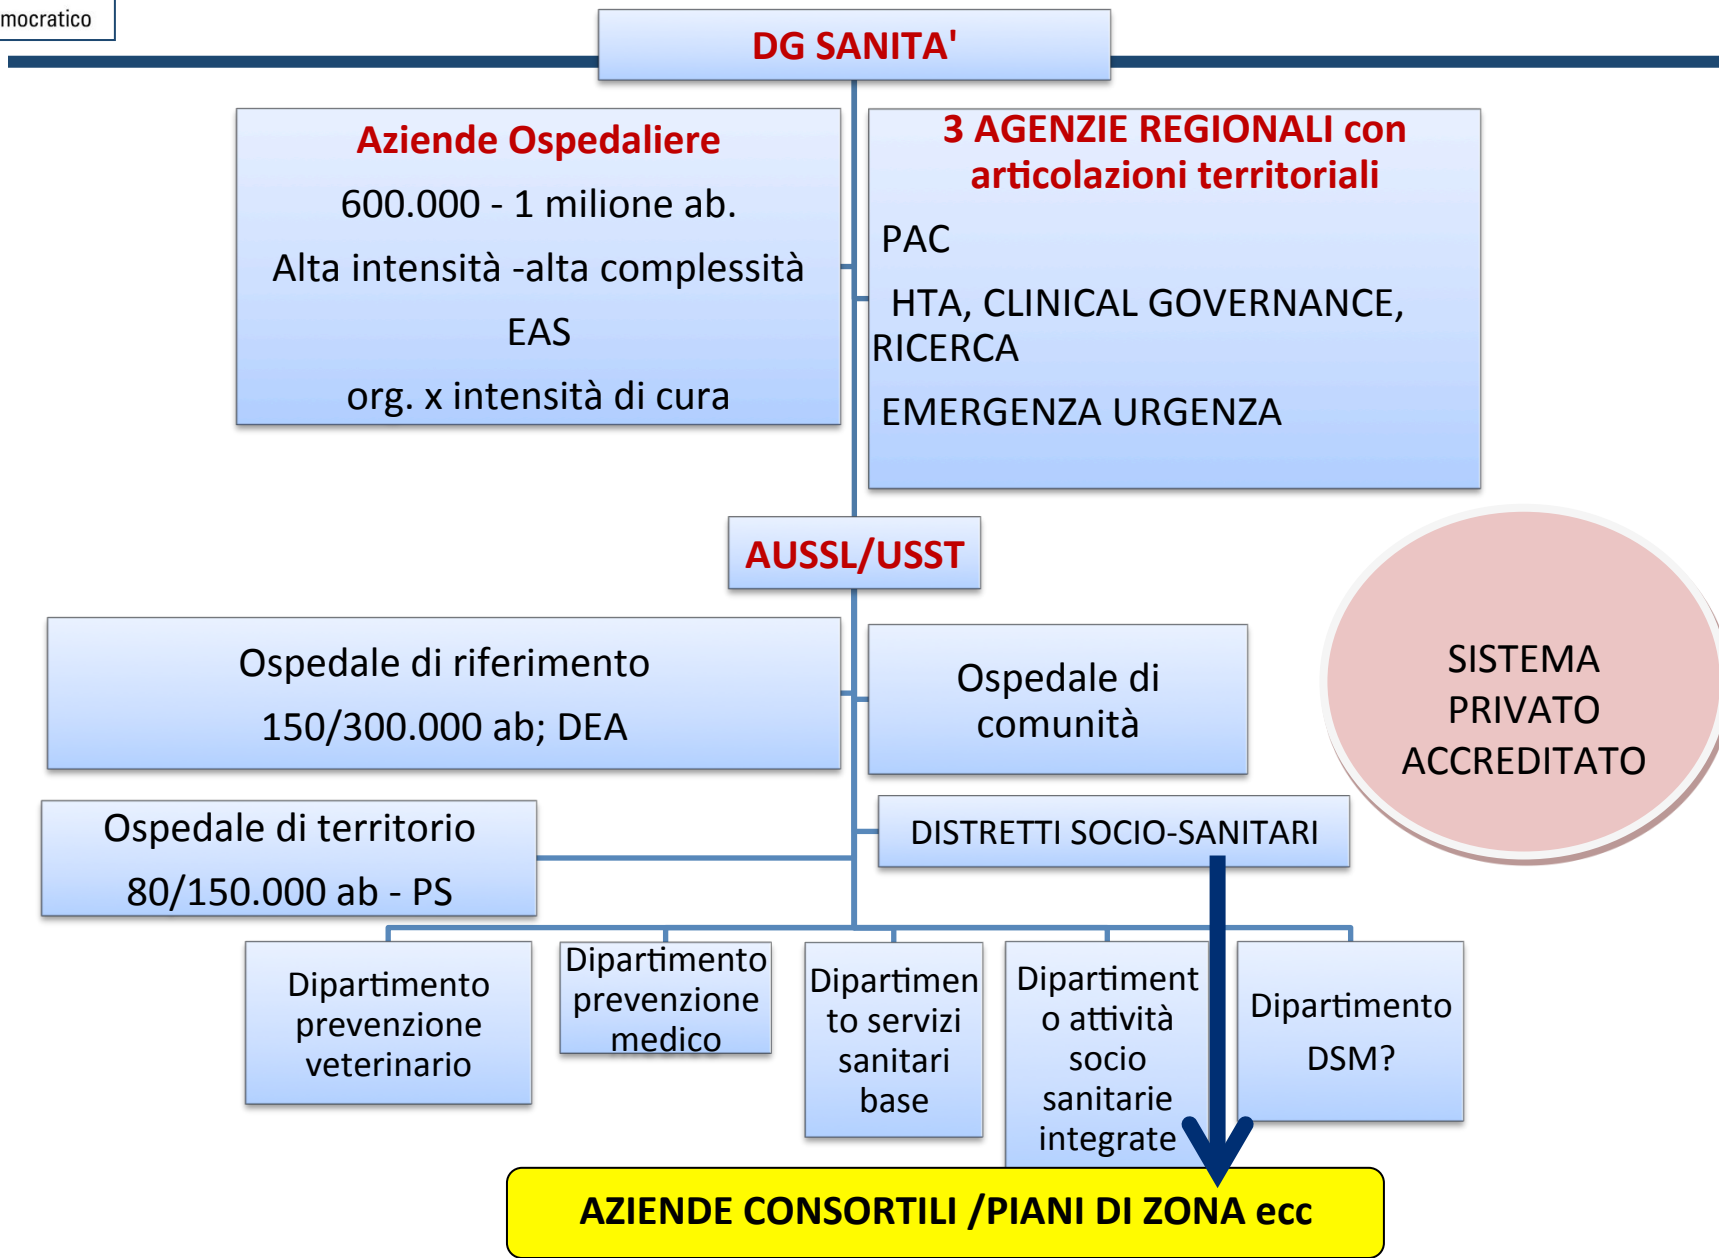 mocratico
DG SANITA'
Aziende Ospedaliere
600.000 - 1 milione ab.
Alta intensità -alta complessità
EAS
org. x intensità di cura
3 AGENZIE REGIONALI con
articolazioni territoriali
PAC
HTA, CLINICAL GOVERNANCE,
RICERCA
EMERGENZA URGENZA
AUSSL/USST
Ospedale di riferimento
150/300.000 ab; DEA
Ospedale di
comunità
SISTEMA
PRIVATO
ACCREDITATO
Ospedale di territorio
80/150.000 ab - PS
DISTRETTI SOCIO-SANITARI
Dipartimento
prevenzione
veterinario
Dipartimento
prevenzione
medico
Dipartimen
to servizi
sanitari
base
Dipartiment
o attività
socio
sanitarie
integrate
Dipartimento
DSM?
AZIENDE CONSORTILI /PIANI DI ZONA ecc